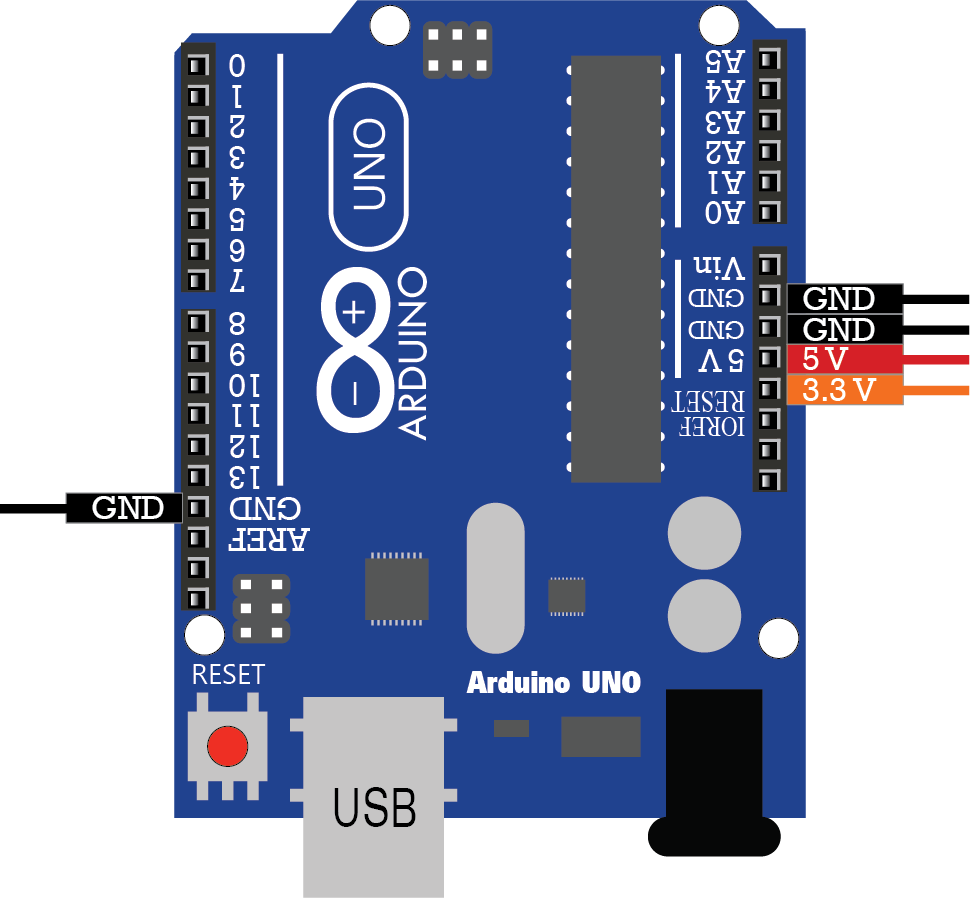 0
1
2
3
4
5
6
7
8
9
10
11
12
13
GND
AREF
GND
UNO
ARDUINO
A5
A4
A3
A2
A1
A0
Vin
GND
GND
5 V
RESET
IOREF
GND
GND
5 V
3.3 V
RESET
Arduino UNO
USB